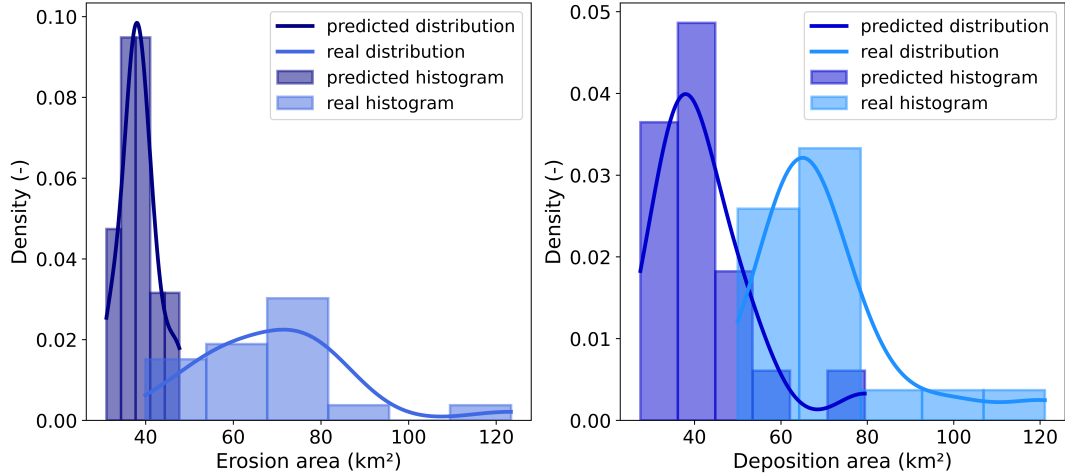 0.10
0.08
0.06
0.04
0.02
0.00
Density (-)
40
60
80
100
120
Erosion area (km²)
predicted distribution
real distribution
predicted histogram
real histogram
0.05
0.04
0.03
0.02
0.01
0.00
Density (-)
40
60
80
100
120
Deposition area (km²)
predicted distribution
real distribution
predicted histogram
real histogram